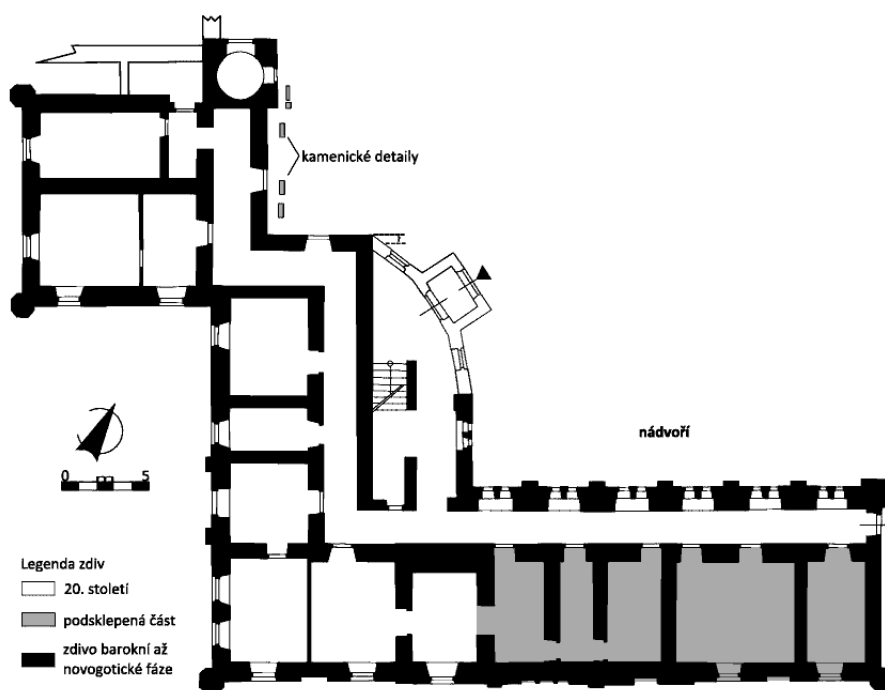 kamenické detaily
nádvoří
0 5
Legenda zdiv
20. století
podsklepená část
zdivo barokní až
novogotické fáze